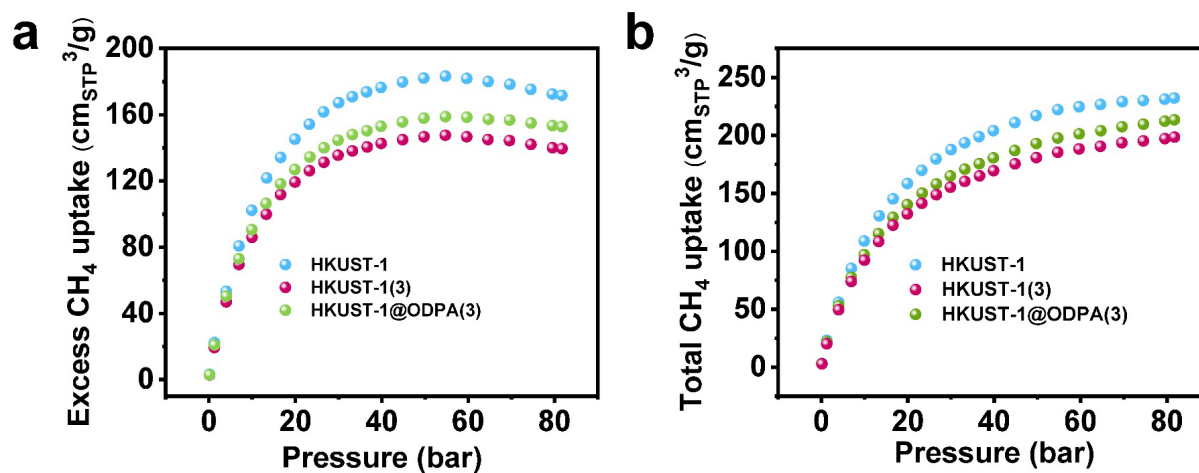 a
Excess CH4 uptake (cmSTP3/g)
200
160
120
80
40
0
HKUST-1
HKUST-1(3)
HKUST-1@ODPA(3)
0 20 40 60 80
Pressure (bar)
b
Total CH4 uptake (cmSTP3/g)
250
200
150
100
50
0
HKUST-1
HKUST-1(3)
HKUST-1@ODPA(3)
0 20 40 60 80
Pressure (bar)